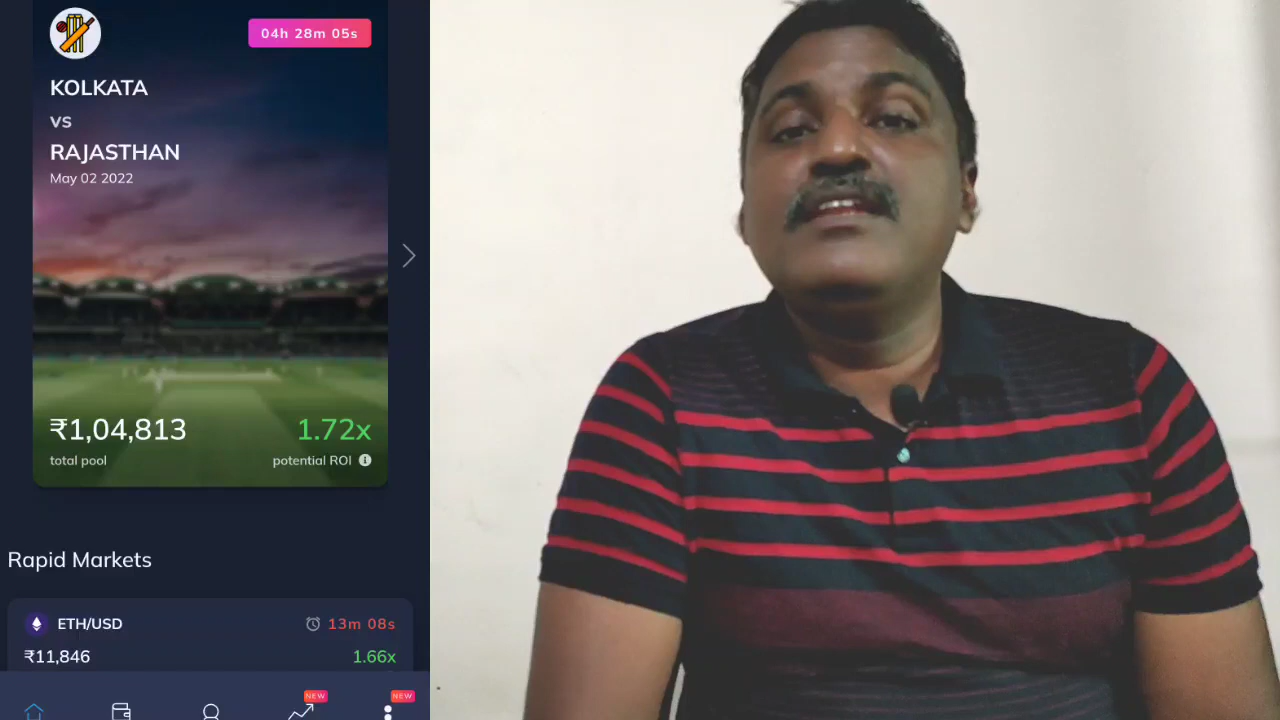 04h 28m 05s
KOLKATA
VS
RAJASTHAN
May 02 2022
₹1,04,813
1.72x
total pool
potential ROI
Rapid Markets
ETH/USD
13m 08s
₹11,846
1.66x
NEW
NEW